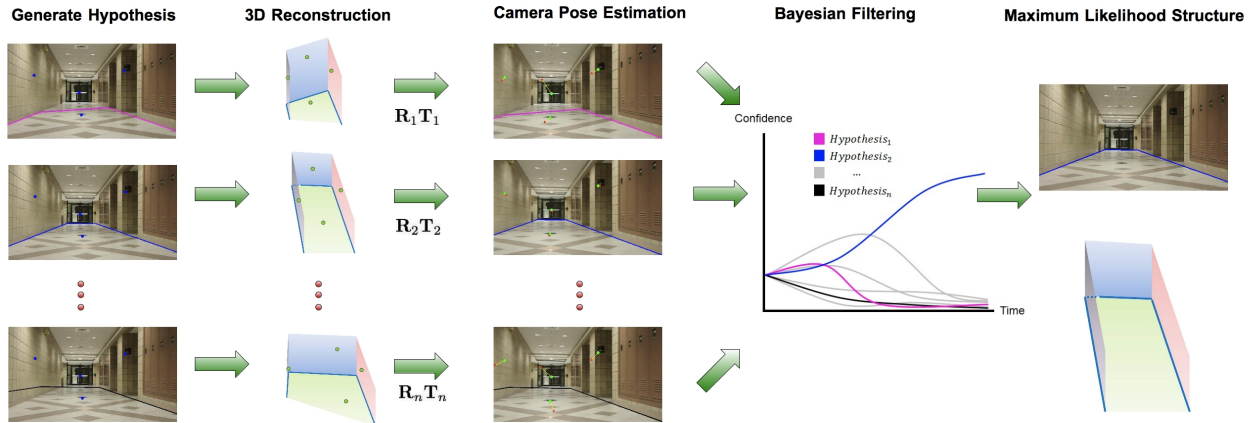 Generate Hypothesis
3D Reconstruction
Camera Pose Estimation
Bayesian Filtering
Maximum Likelihood Structure
R₁T₁
R₂T₂
RₙTₙ
Confidence
Hypothesis₁
Hypothesis₂
...
Hypothesisₙ
Time